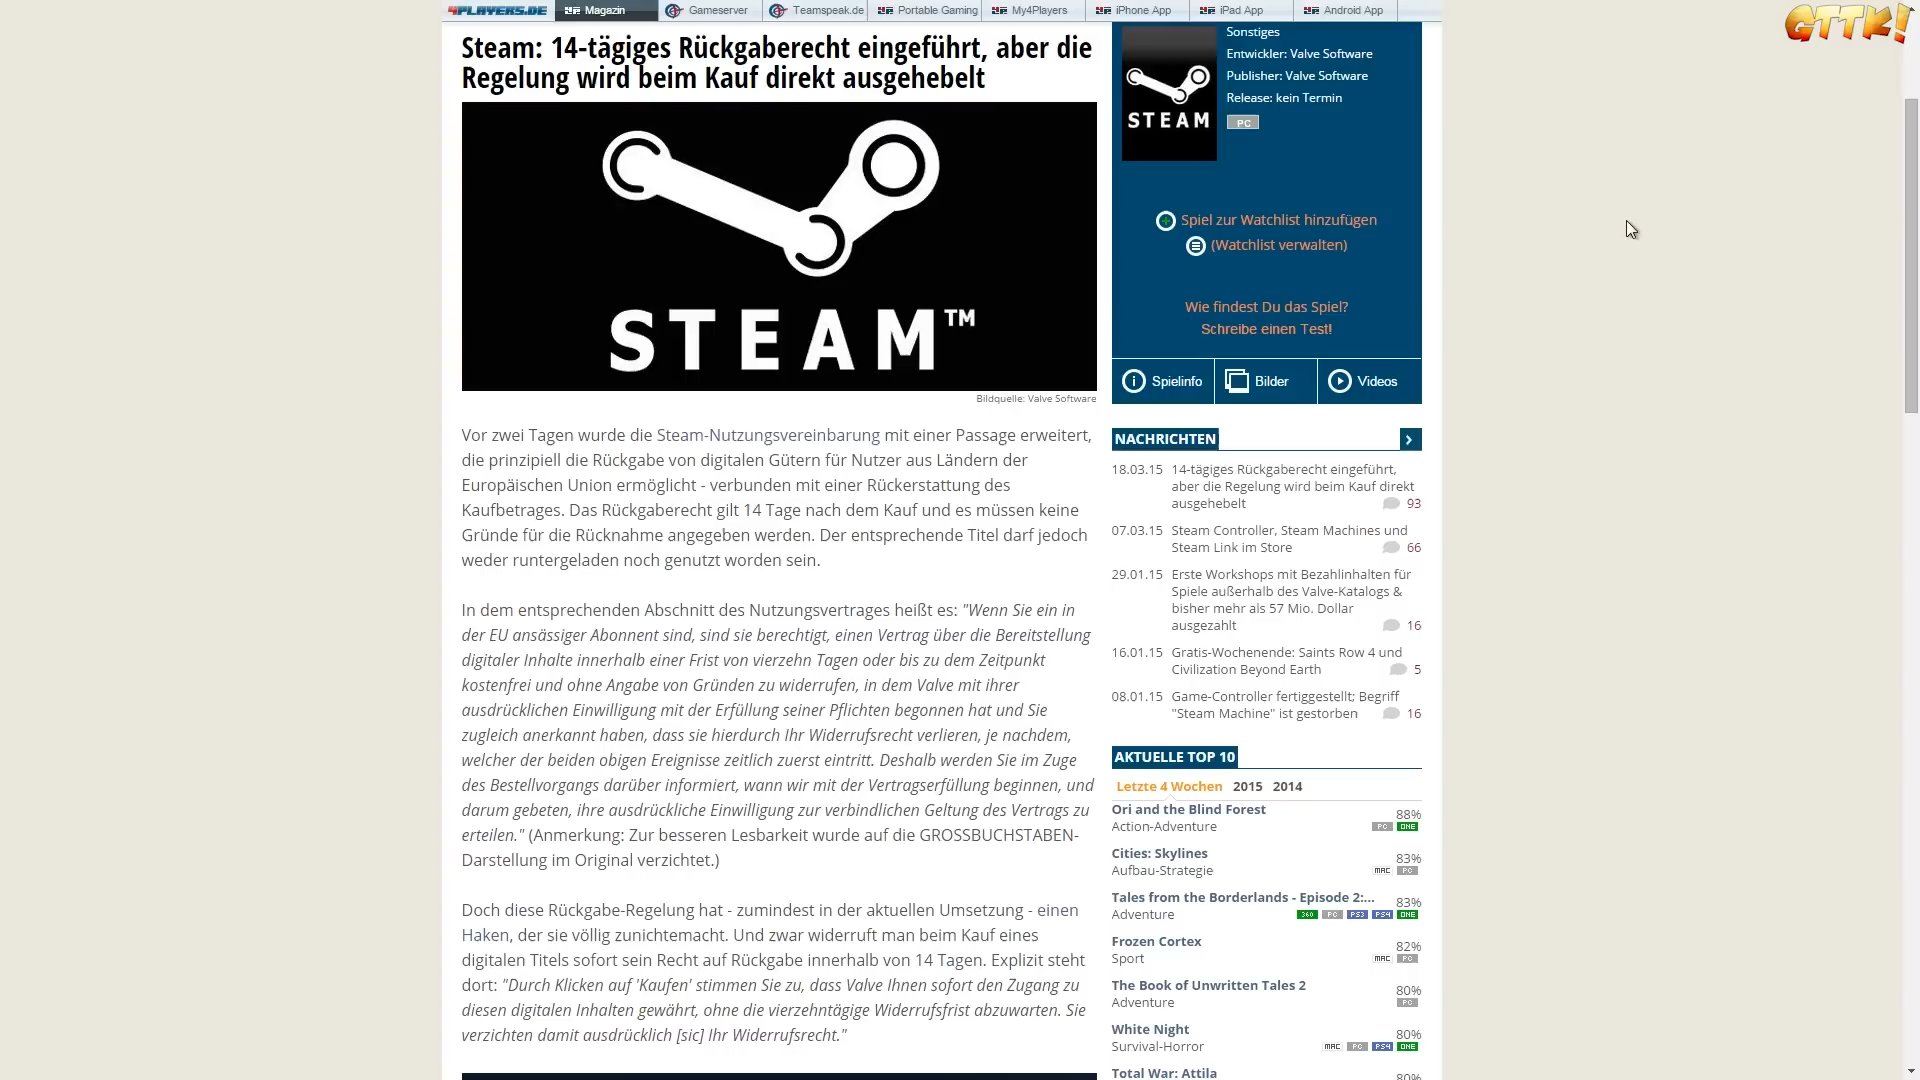 4PLAYERS.DE
Magazin
Gameserver
Teamspeak.de
Portable Gaming
My4Players
iPhone App
iPad App
Android App
GTTK!
Steam: 14-tägiges Rückgaberecht eingeführt, aber die
Regelung wird beim Kauf direkt ausgehebelt
STEAM™
Bildquelle: Valve Software
Vor zwei Tagen wurde die Steam-Nutzungsvereinbarung mit einer Passage erweitert,
die prinzipiell die Rückgabe von digitalen Gütern für Nutzer aus Ländern der
Europäischen Union ermöglicht - verbunden mit einer Rückerstattung des
Kaufbetrages. Das Rückgaberecht gilt 14 Tage nach dem Kauf und es müssen keine
Gründe für die Rücknahme angegeben werden. Der entsprechende Titel darf jedoch
weder runtergeladen noch genutzt worden sein.
In dem entsprechenden Abschnitt des Nutzungsvertrages heißt es: "Wenn Sie ein in
der EU ansässiger Abonnent sind, sind sie berechtigt, einen Vertrag über die Bereitstellung
digitaler Inhalte innerhalb einer Frist von vierzehn Tagen oder bis zu dem Zeitpunkt
kostenfrei und ohne Angabe von Gründen zu widerrufen, in dem Valve mit ihrer
ausdrücklichen Einwilligung mit der Erfüllung seiner Pflichten begonnen hat und Sie
zugleich anerkannt haben, dass sie hierdurch Ihr Widerrufsrecht verlieren, je nachdem,
welcher der beiden obigen Ereignisse zeitlich zuerst eintritt. Deshalb werden Sie im Zuge
des Bestellvorgangs darüber informiert, wann wir mit der Vertragserfüllung beginnen, und
darum gebeten, ihre ausdrückliche Einwilligung zur verbindlichen Geltung des Vertrags zu
erteilen." (Anmerkung: Zur besseren Lesbarkeit wurde auf die GROSSBUCHSTABEN-
Darstellung im Original verzichtet.)
Doch diese Rückgabe-Regelung hat - zumindest in der aktuellen Umsetzung - einen
Haken, der sie völlig zunichtemacht. Und zwar widerruft man beim Kauf eines
digitalen Titels sofort sein Recht auf Rückgabe innerhalb von 14 Tagen. Explizit steht
dort: "Durch Klicken auf 'Kaufen' stimmen Sie zu, dass Valve Ihnen sofort den Zugang zu
diesen digitalen Inhalten gewährt, ohne die vierzehntägige Widerrufsfrist abzuwarten. Sie
verzichten damit ausdrücklich [sic] Ihr Widerrufsrecht."
STEAM
Sonstiges
Entwickler: Valve Software
Publisher: Valve Software
Release: kein Termin
PC
Spiel zur Watchlist hinzufügen
(Watchlist verwalten)
Wie findest Du das Spiel?
Schreibe einen Test!
Spielinfo
Bilder
Videos
NACHRICHTEN
18.03.15 14-tägiges Rückgaberecht eingeführt,
aber die Regelung wird beim Kauf direkt
ausgehebelt 93
07.03.15 Steam Controller, Steam Machines und
Steam Link im Store 66
29.01.15 Erste Workshops mit Bezahlinhalten für
Spiele außerhalb des Valve-Katalogs &
bisher mehr als 57 Mio. Dollar
ausgezahlt 16
16.01.15 Gratis-Wochenende: Saints Row 4 und
Civilization Beyond Earth 5
08.01.15 Game-Controller fertiggestellt; Begriff
"Steam Machine" ist gestorben 16
AKTUELLE TOP 10
Letzte 4 Wochen 2015 2014
Ori and the Blind Forest 88%
Action-Adventure PC ONE
Cities: Skylines 83%
Aufbau-Strategie MAC PC
Tales from the Borderlands - Episode 2:... 83%
Adventure 360 PC PS3 PS4 ONE
Frozen Cortex 82%
Sport MAC PC
The Book of Unwritten Tales 2 80%
Adventure PC
White Night 80%
Survival-Horror MAC PC PS4 ONE
Total War: Attila 80%